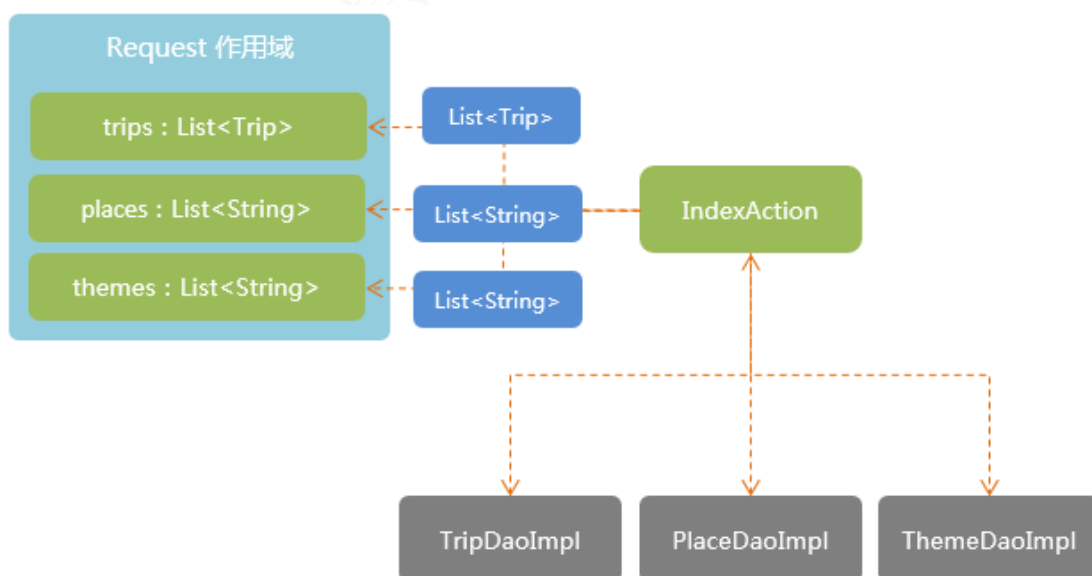 Request 作用域
trips : List<Trip>
List<Trip>
places : List<String>
List<String>
IndexAction
themes : List<String>
List<String>
TripDaoImpl
PlaceDaoImpl
ThemeDaoImpl